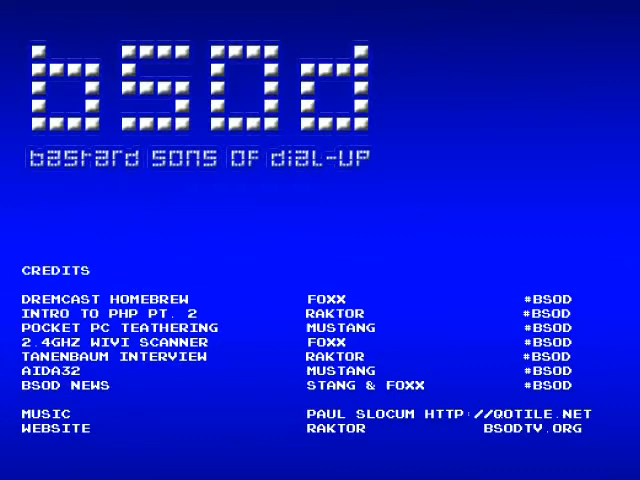 bsod
bastard sons of dial-up
CREDITS
DREMCAST HOMEBREW FOXX #BSOD
INTRO TO PHP PT. 2 RAKTOR #BSOD
POCKET PC TEATHERING MUSTANG #BSOD
2.4GHZ WIVI SCANNER FOXX #BSOD
TANENBAUM INTERVIEW RAKTOR #BSOD
AIDA32 MUSTANG #BSOD
BSOD NEWS STANG & FOXX #BSOD
MUSIC PAUL SLOCUM HTTP://QOTILE.NET
WEBSITE RAKTOR BSODTV.ORG